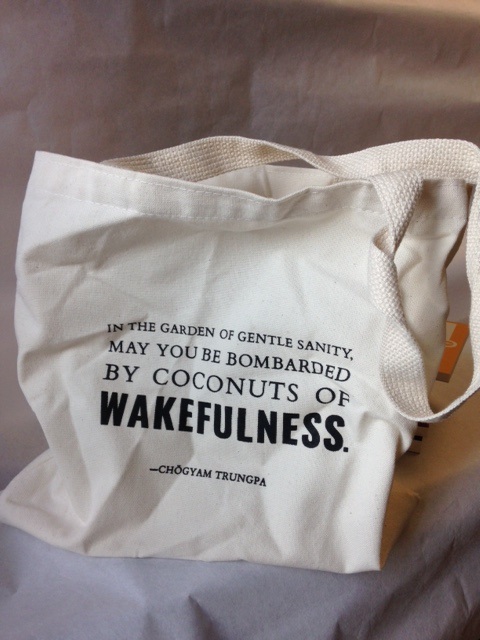 IN THE GARDEN OF GENTLE SANITY,
MAY YOU BE BOMBARDED
BY COCONUTS OF
WAKEFULNESS.
—CHÖGYAM TRUNGPA